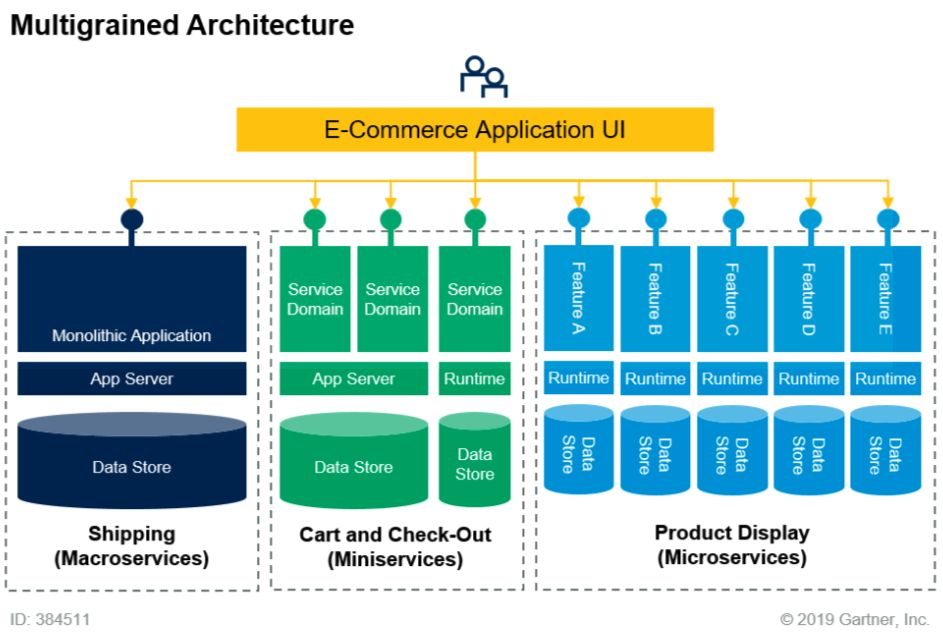 Multigrained Architecture
E-Commerce Application UI
Monolithic Application
App Server
Data Store
Shipping
(Macroservices)
Service
Domain
Service
Domain
Service
Domain
App Server
Runtime
Data Store
Data
Store
Cart and Check-Out
(Miniservices)
Feature A
Feature B
Feature C
Feature D
Feature E
Runtime
Runtime
Runtime
Runtime
Runtime
Data
Store
Data
Store
Data
Store
Data
Store
Data
Store
Product Display
(Microservices)
ID: 384511
© 2019 Gartner, Inc.